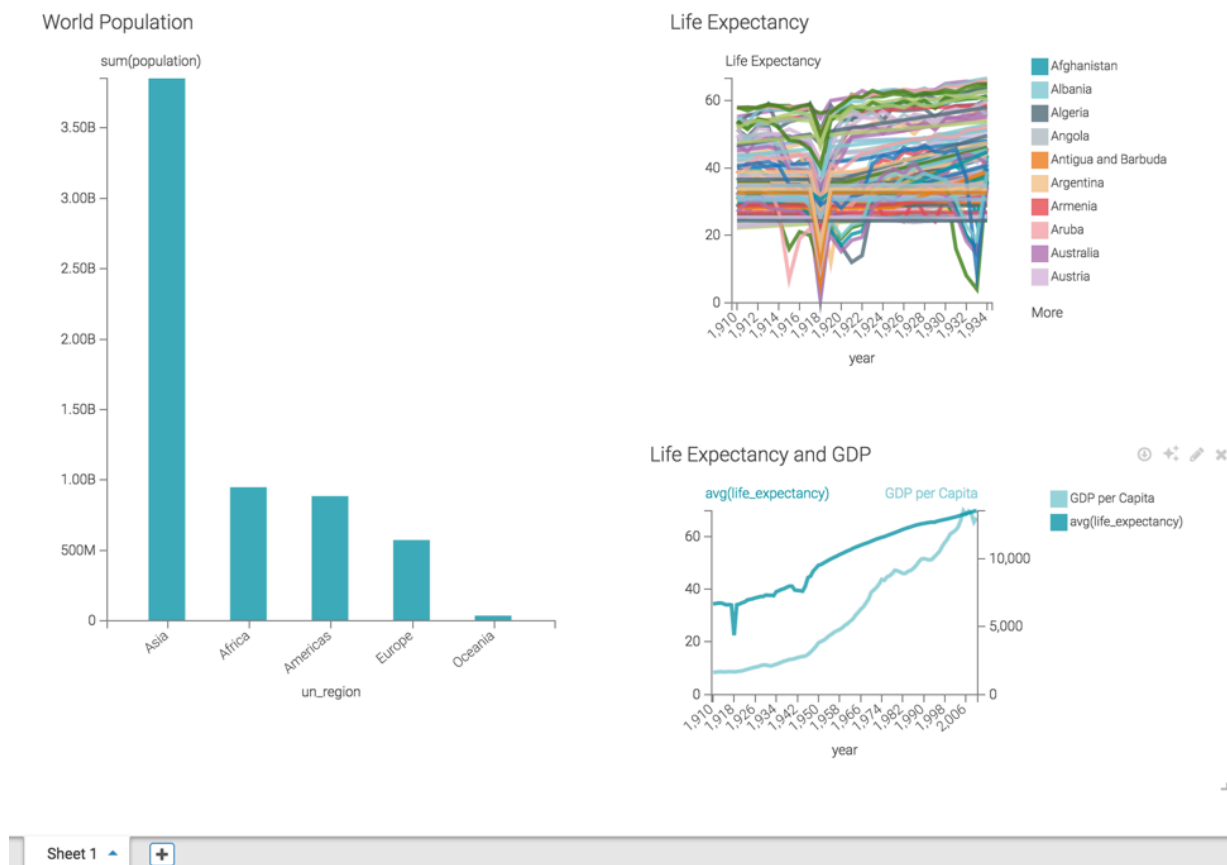 World Population
sum(population)
3.50B
3.00B
2.50B
2.00B
1.50B
1.00B
500M
0
Asia
Africa
Americas
Europe
Oceania
un_region
Life Expectancy
Life Expectancy
60
40
20
0
1,910
1,912
1,914
1,916
1,918
1,920
1,922
1,924
1,926
1,928
1,930
1,932
1,934
year
Afghanistan
Albania
Algeria
Angola
Antigua and Barbuda
Argentina
Armenia
Aruba
Australia
Austria
More
Life Expectancy and GDP
avg(life_expectancy)
GDP per Capita
60
40
20
0
10,000
5,000
0
1,910
1,918
1,926
1,934
1,942
1,950
1,958
1,966
1,974
1,982
1,990
1,998
2,006
year
GDP per Capita
avg(life_expectancy)
Sheet 1